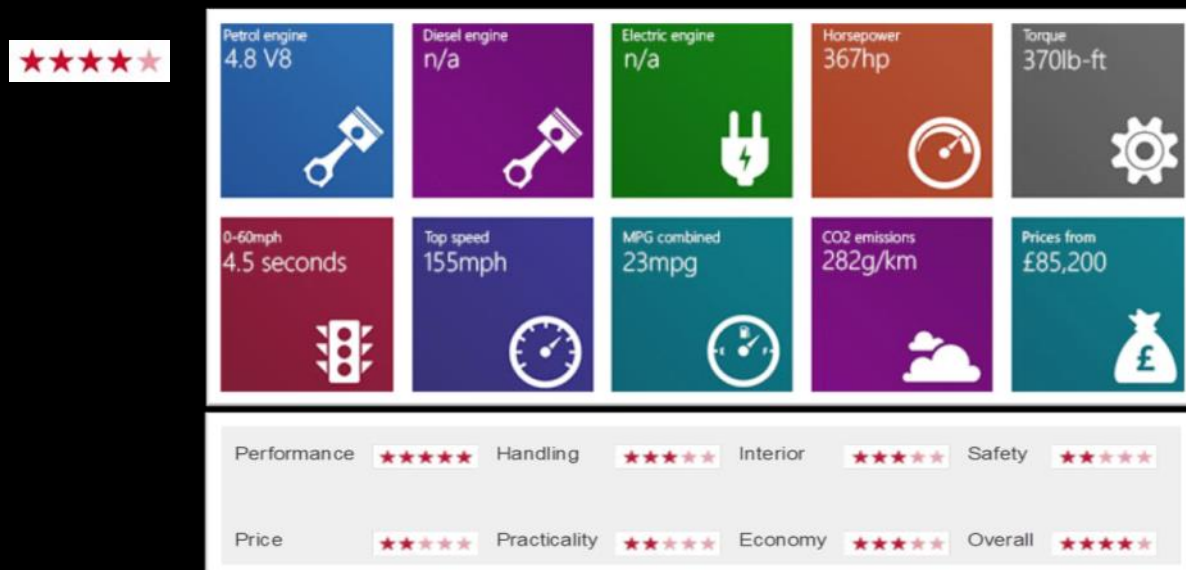 Petrol engine
4.8 V8
Diesel engine
n/a
Electric engine
n/a
Horsepower
367hp
Torque
370lb-ft
0-60mph
4.5 seconds
Top speed
155mph
MPG combined
23mpg
E F
CO2 emissions
282g/km
Prices from
£85,200
£
Performance
Handling
Interior
Safety
Price
Practicality
Economy
Overall